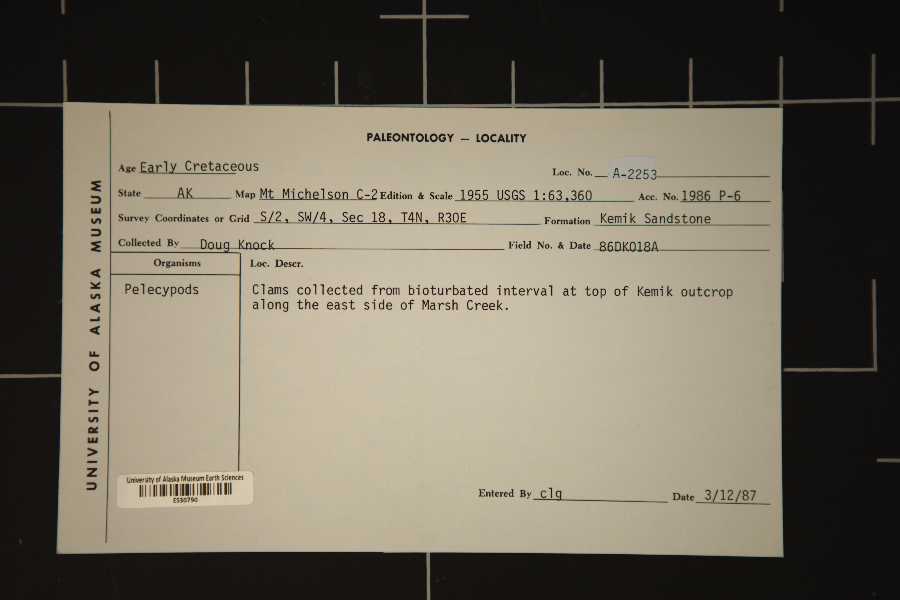 PALEONTOLOGY — LOCALITY
Age Early Cretaceous Loc. No. A-2253
State AK Map Mt Michelson C-2 Edition & Scale 1955 USGS 1:63,360 Acc. No. 1986 P-6
Survey Coordinates or Grid S/2, SW/4, Sec 18, T4N, R30E Formation Kemik Sandstone
Collected By Doug Knock Field No. & Date 86DK018A
Organisms Loc. Descr.
Pelecypods Clams collected from bioturbated interval at top of Kemik outcrop
along the east side of Marsh Creek.
UNIVERSITY OF ALASKA MUSEUM
University of Alaska Museum Earth Sciences
ES30790
Entered By clg Date 3/12/87